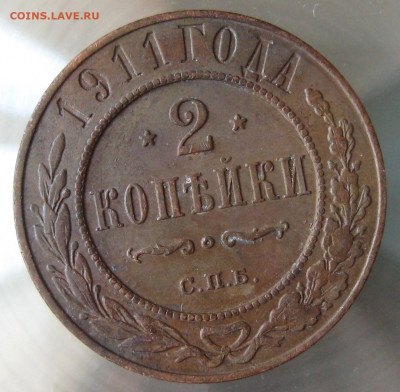 COINS.LAVE.RU
1911 ГОДА
2
КОПѢЙКИ
С.П.Б.